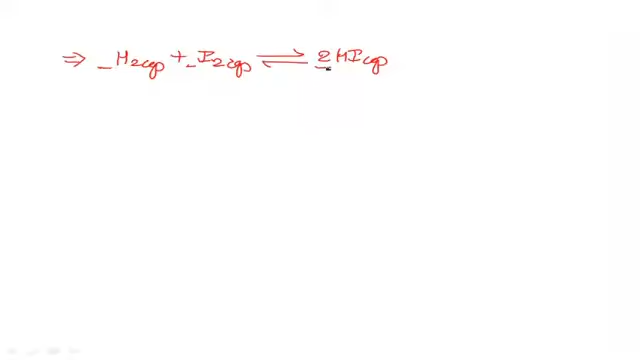 ⇒ _H₂(g) + _I₂(g) ⇌ 2HI(g)